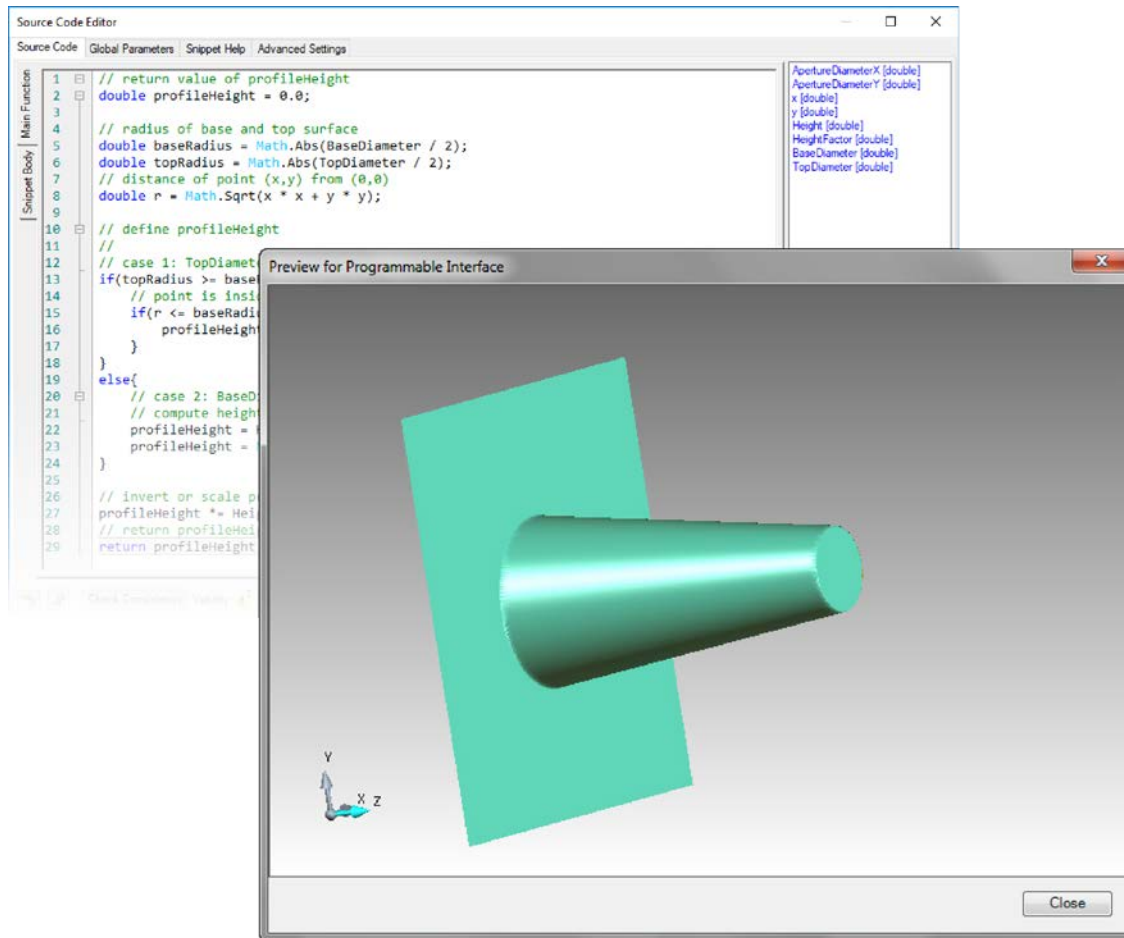 Source Code Editor
Source Code Global Parameters Snippet Help Advanced Settings
Main Function
Snippet Body
1 // return value of profileHeight
2 double profileHeight = 0.0;
3
4 // radius of base and top surface
5 double baseRadius = Math.Abs(BaseDiameter / 2);
6 double topRadius = Math.Abs(TopDiameter / 2);
7 // distance of point (x,y) from (0,0)
8 double r = Math.Sqrt(x * x + y * y);
9
10 // define profileHeight
11 //
12 // case 1: TopDiamet
13 if(topRadius >= base
14 // point is insi
15 if(r <= baseRadi
16 profileHeight
17 }
18 }
19 else{
20 // case 2: BaseD
21 // compute height
22 profileHeight =
23 profileHeight =
24 }
25
26 // invert or scale p
27 profileHeight *= Hei
28 // return profileHei
29 return profileHeight
ApertureDiameterX [double]
ApertureDiameterY [double]
x [double]
y [double]
Height [double]
HeightFactor [double]
BaseDiameter [double]
TopDiameter [double]
Check Consistency Validity:
Preview for Programmable Interface
Y
X Z
Close